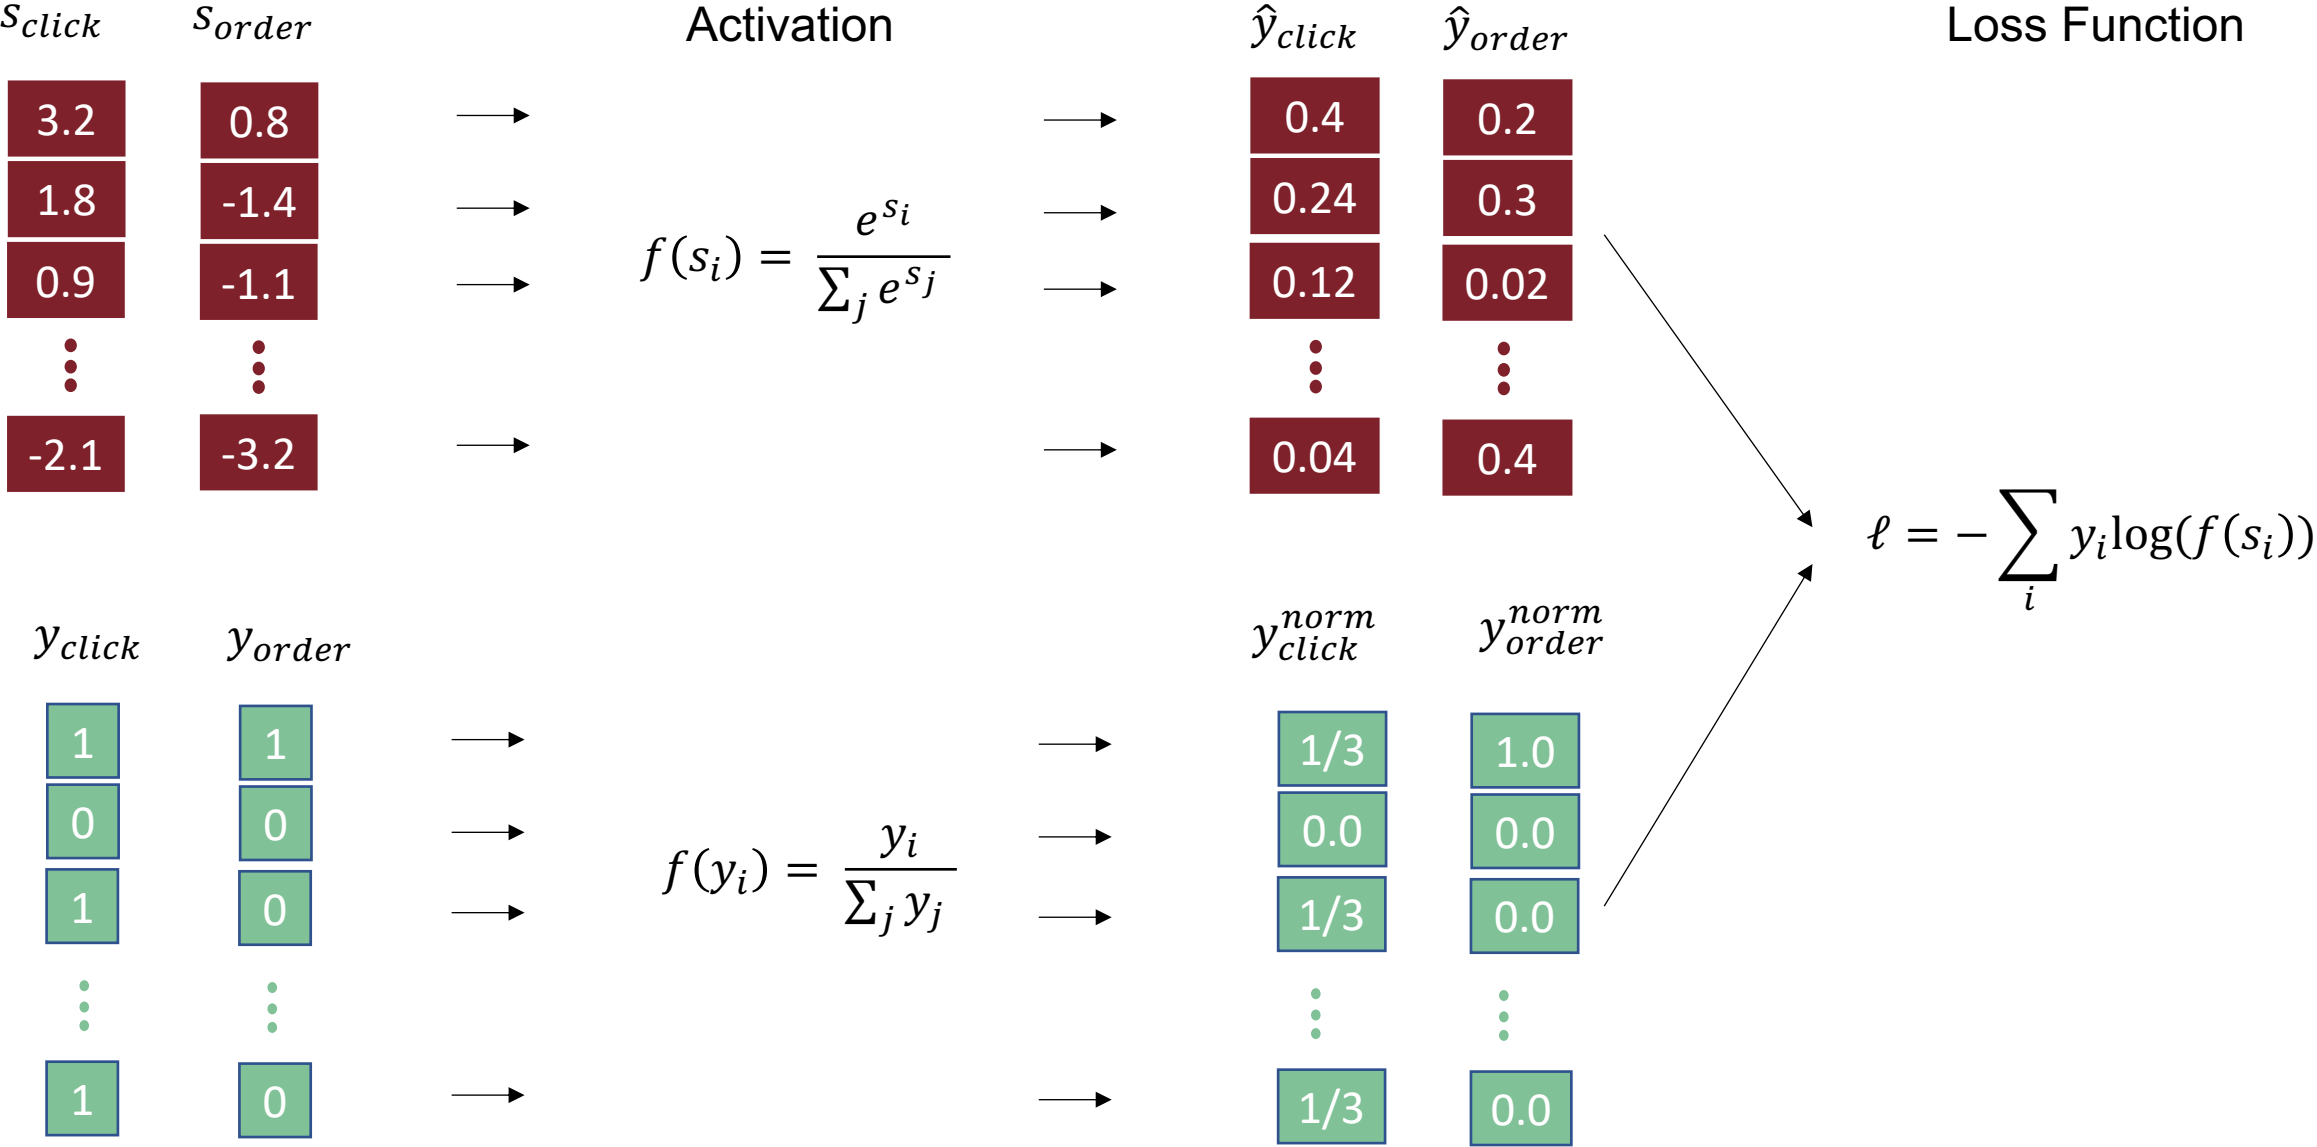 s_click s_order Activation ŷ_click ŷ_order Loss Function
3.2 0.8 0.4 0.2
1.8 -1.4 0.24 0.3
0.9 -1.1 f(s_i) = e^{s_i} / ∑_j e^{s_j} 0.12 0.02
-2.1 -3.2 0.04 0.4
ℓ = − ∑_i y_i log(f(s_i))
y_click y_order y_click^norm y_order^norm
1 1 1/3 1.0
0 0 0.0 0.0
1 0 f(y_i) = y_i / ∑_j y_j 1/3 0.0
1 0 1/3 0.0